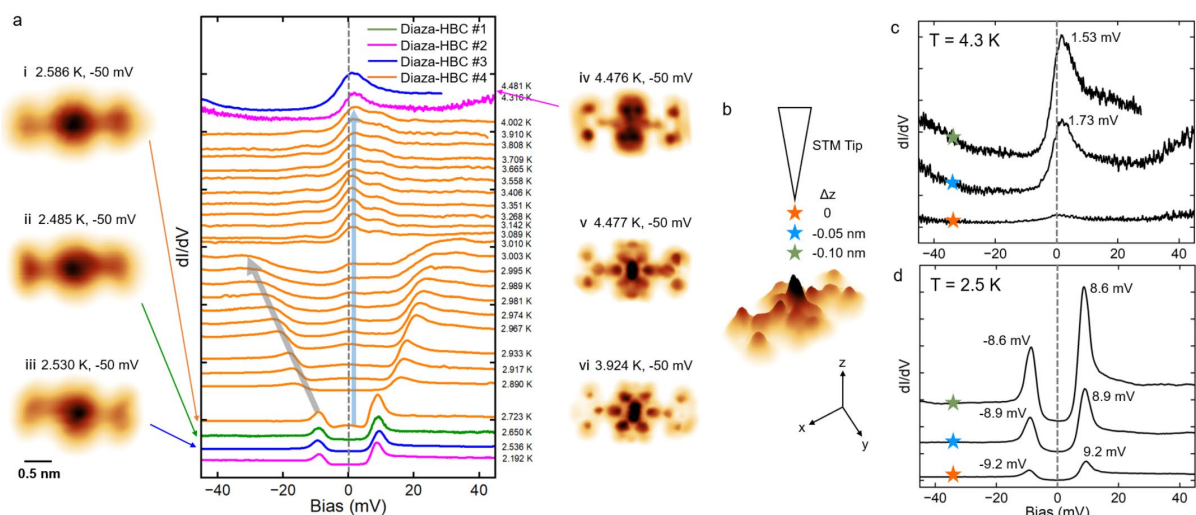 a
i 2.586 K, -50 mV
ii 2.485 K, -50 mV
iii 2.530 K, -50 mV
0.5 nm
Diaza-HBC #1
Diaza-HBC #2
Diaza-HBC #3
Diaza-HBC #4
dI/dV
4.481 K
4.316 K
4.002 K
3.910 K
3.808 K
3.709 K
3.665 K
3.558 K
3.406 K
3.351 K
3.268 K
3.142 K
3.089 K
3.010 K
3.003 K
2.995 K
2.989 K
2.981 K
2.974 K
2.967 K
2.933 K
2.917 K
2.890 K
2.723 K
2.650 K
2.536 K
2.192 K
−40 −20 0 20 40
Bias (mV)
iv 4.476 K, -50 mV
v 4.477 K, -50 mV
vi 3.924 K, -50 mV
b
STM Tip
Δz
0
-0.05 nm
-0.10 nm
z
x
y
c
T = 4.3 K
1.53 mV
1.73 mV
dI/dV
−40 −20 0 20 40
d
T = 2.5 K
8.6 mV
-8.6 mV
8.9 mV
-8.9 mV
9.2 mV
-9.2 mV
dI/dV
−40 −20 0 20 40
Bias (mV)